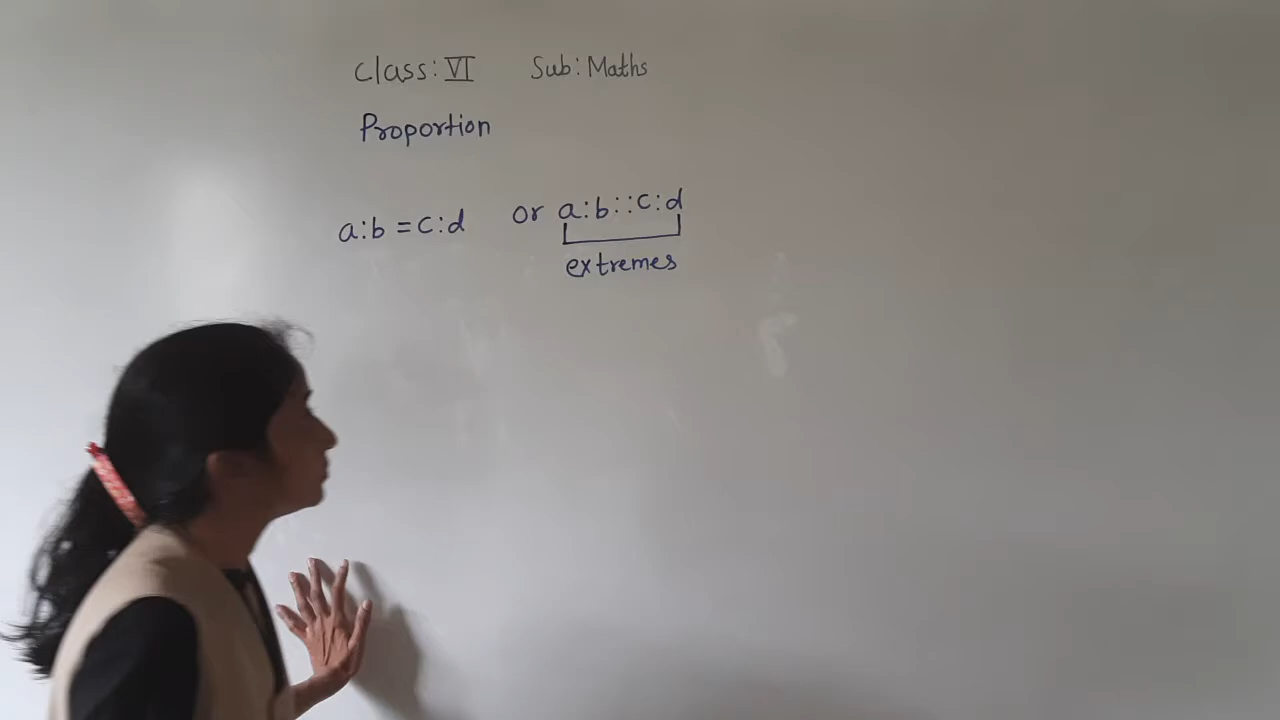 Class: VI Sub: Maths
Proportion
a:b = c:d or a:b::c:d
extremes